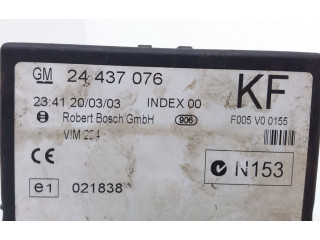 GM 24 437 076 KF
23:41 20/03/03 INDEX 00 F005 V0 0155
Robert Bosch GmbH 906
VIM 224
CE N153
e1 021838